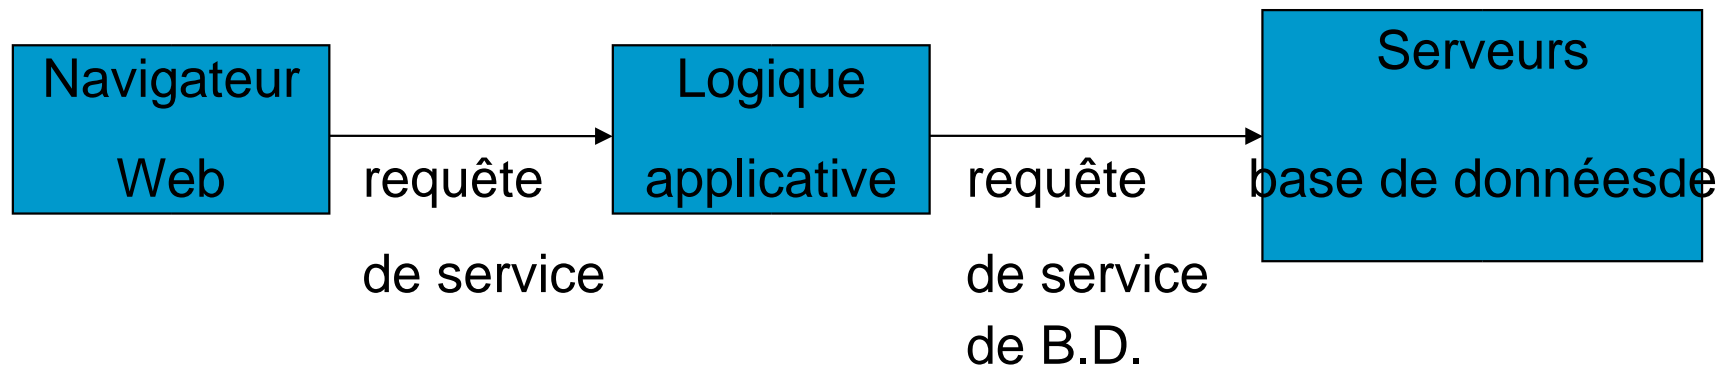 Navigateur
Web
requête
de service
Logique
applicative
requête
de service
de B.D.
Serveurs
base de donnéesde